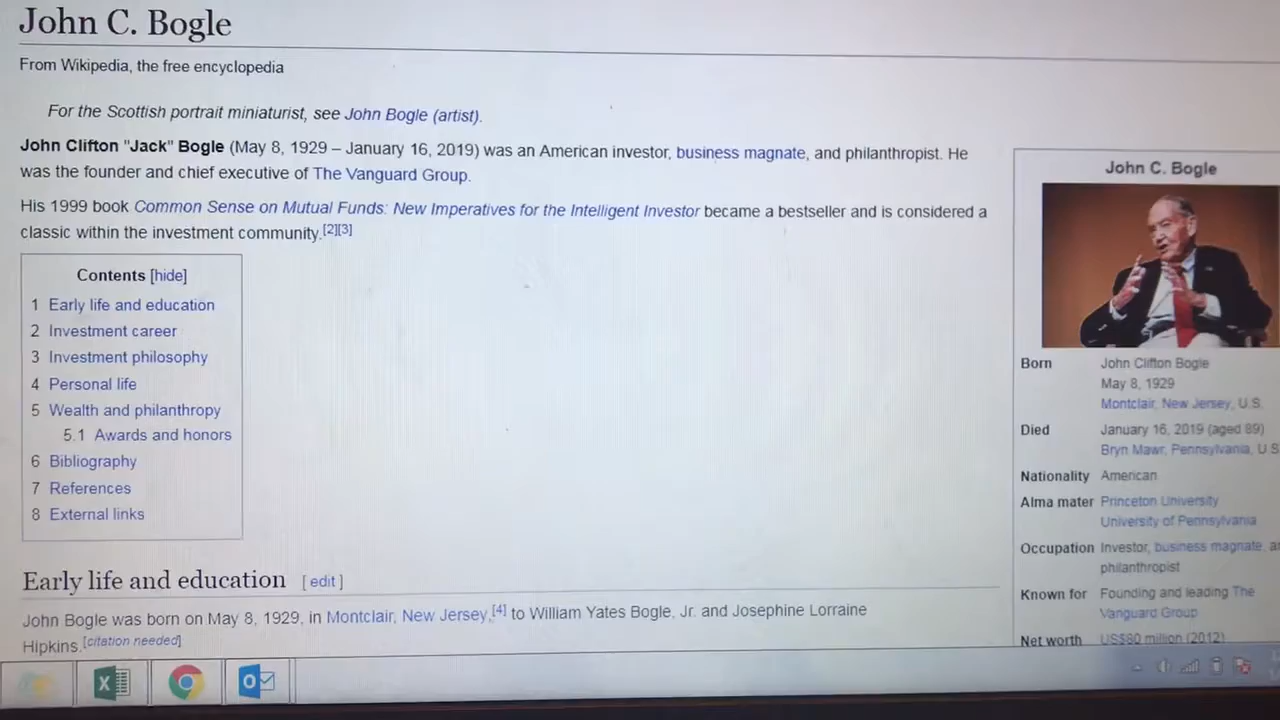 John C. Bogle
From Wikipedia, the free encyclopedia
For the Scottish portrait miniaturist, see John Bogle (artist).
John Clifton "Jack" Bogle (May 8, 1929 – January 16, 2019) was an American investor, business magnate, and philanthropist. He
was the founder and chief executive of The Vanguard Group.
His 1999 book Common Sense on Mutual Funds: New Imperatives for the Intelligent Investor became a bestseller and is considered a
classic within the investment community.[2][3]
Contents [hide]
1 Early life and education
2 Investment career
3 Investment philosophy
4 Personal life
5 Wealth and philanthropy
5.1 Awards and honors
6 Bibliography
7 References
8 External links
Early life and education [ edit ]
John Bogle was born on May 8, 1929, in Montclair, New Jersey,[4] to William Yates Bogle, Jr. and Josephine Lorraine
Hipkins.[citation needed]
John C. Bogle
Born John Clifton Bogle
May 8, 1929
Montclair, New Jersey, U.S.
Died January 16, 2019 (aged 89)
Bryn Mawr, Pennsylvania, U.S
Nationality American
Alma mater Princeton University
University of Pennsylvania
Occupation Investor, business magnate,
philanthropist
Known for Founding and leading The
Vanguard Group
Net worth US$80 million (2012)